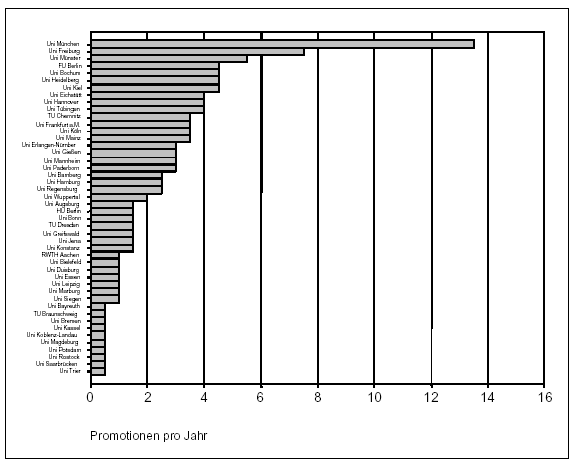 Uni München
Uni Freiburg
Uni Münster
FU Berlin
Uni Bochum
Uni Heidelberg
Uni Kiel
Uni Eichstätt
Uni Hannover
Uni Tübingen
TU Chemnitz
Uni Frankfurt a.M.
Uni Köln
Uni Mainz
Uni Erlangen-Nürnber
Uni Gießen
Uni Mannheim
Uni Paderborn
Uni Bamberg
Uni Hamburg
Uni Regensburg
Uni Wuppertal
Uni Augsburg
HU Berlin
Uni Bonn
TU Dresden
Uni Greifswald
Uni Jena
Uni Konstanz
RWTH Aachen
Uni Bielefeld
Uni Duisburg
Uni Essen
Uni Leipzig
Uni Marburg
Uni Siegen
Uni Bayreuth
TU Braunschweig
Uni Bremen
Uni Kassel
Uni Koblenz-Landau
Uni Magdeburg
Uni Potsdam
Uni Rostock
Uni Saarbrücken
Uni Trier
0 2 4 6 8 10 12 14 16
Promotionen pro Jahr